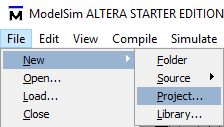 ModelSim ALTERA STARTER EDITION
File Edit View Compile Simulate
New
Open...
Load...
Close
Folder
Source
Project...
Library...